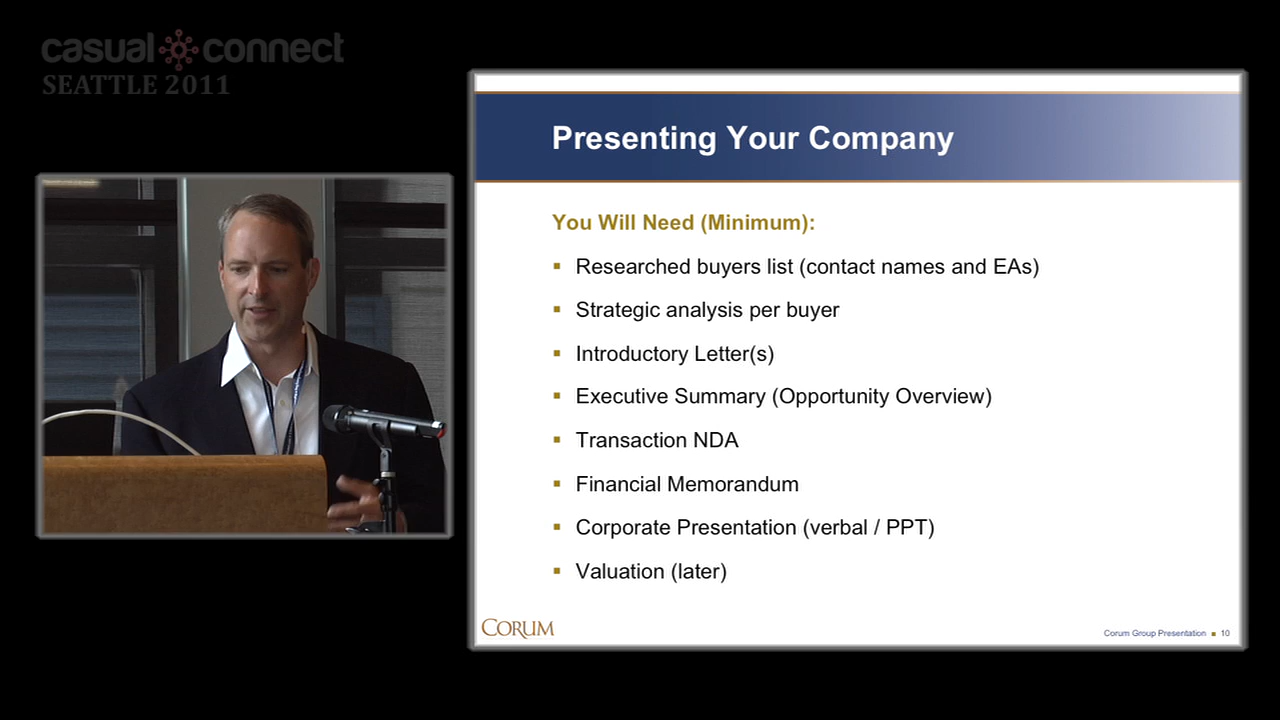 casual connect
SEATTLE 2011
Presenting Your Company
You Will Need (Minimum):
Researched buyers list (contact names and EAs)
Strategic analysis per buyer
Introductory Letter(s)
Executive Summary (Opportunity Overview)
Transaction NDA
Financial Memorandum
Corporate Presentation (verbal / PPT)
Valuation (later)
CORUM
Corum Group Presentation ▪ 10